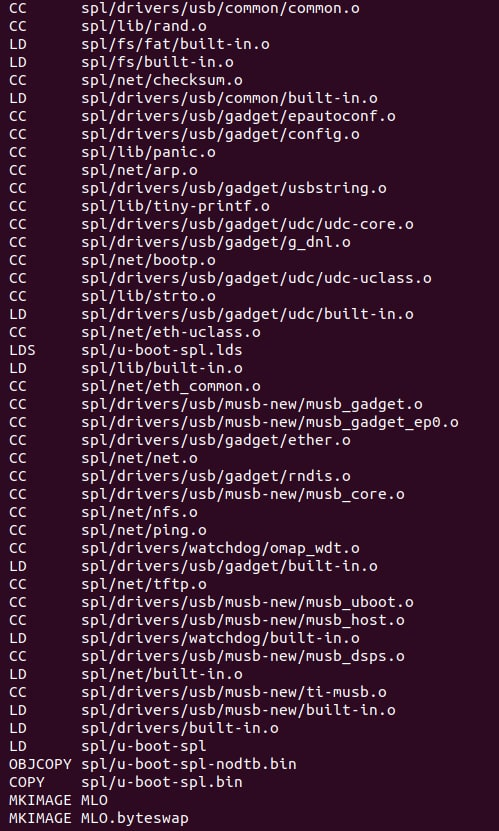 CC      spl/drivers/usb/common/common.o
CC      spl/lib/rand.o
LD      spl/fs/fat/built-in.o
LD      spl/fs/built-in.o
CC      spl/net/checksum.o
LD      spl/drivers/usb/common/built-in.o
CC      spl/drivers/usb/gadget/epautoconf.o
CC      spl/drivers/usb/gadget/config.o
CC      spl/lib/panic.o
CC      spl/net/arp.o
CC      spl/drivers/usb/gadget/usbstring.o
CC      spl/lib/tiny-printf.o
CC      spl/drivers/usb/gadget/udc/udc-core.o
CC      spl/drivers/usb/gadget/g_dnl.o
CC      spl/net/bootp.o
CC      spl/drivers/usb/gadget/udc/udc-uclass.o
CC      spl/lib/strto.o
LD      spl/drivers/usb/gadget/udc/built-in.o
CC      spl/net/eth-uclass.o
LDS     spl/u-boot-spl.lds
LD      spl/lib/built-in.o
CC      spl/net/eth_common.o
CC      spl/drivers/usb/musb-new/musb_gadget.o
CC      spl/drivers/usb/musb-new/musb_gadget_ep0.o
CC      spl/drivers/usb/gadget/ether.o
CC      spl/net/net.o
CC      spl/drivers/usb/gadget/rndis.o
CC      spl/drivers/usb/musb-new/musb_core.o
CC      spl/net/nfs.o
CC      spl/net/ping.o
CC      spl/drivers/watchdog/omap_wdt.o
LD      spl/drivers/usb/gadget/built-in.o
CC      spl/net/tftp.o
CC      spl/drivers/usb/musb-new/musb_uboot.o
CC      spl/drivers/usb/musb-new/musb_host.o
LD      spl/drivers/watchdog/built-in.o
CC      spl/drivers/usb/musb-new/musb_dsps.o
LD      spl/net/built-in.o
CC      spl/drivers/usb/musb-new/ti-musb.o
LD      spl/drivers/usb/musb-new/built-in.o
LD      spl/drivers/built-in.o
LD      spl/u-boot-spl
OBJCOPY spl/u-boot-spl-nodtb.bin
COPY    spl/u-boot-spl.bin
MKIMAGE MLO
MKIMAGE MLO.byteswap